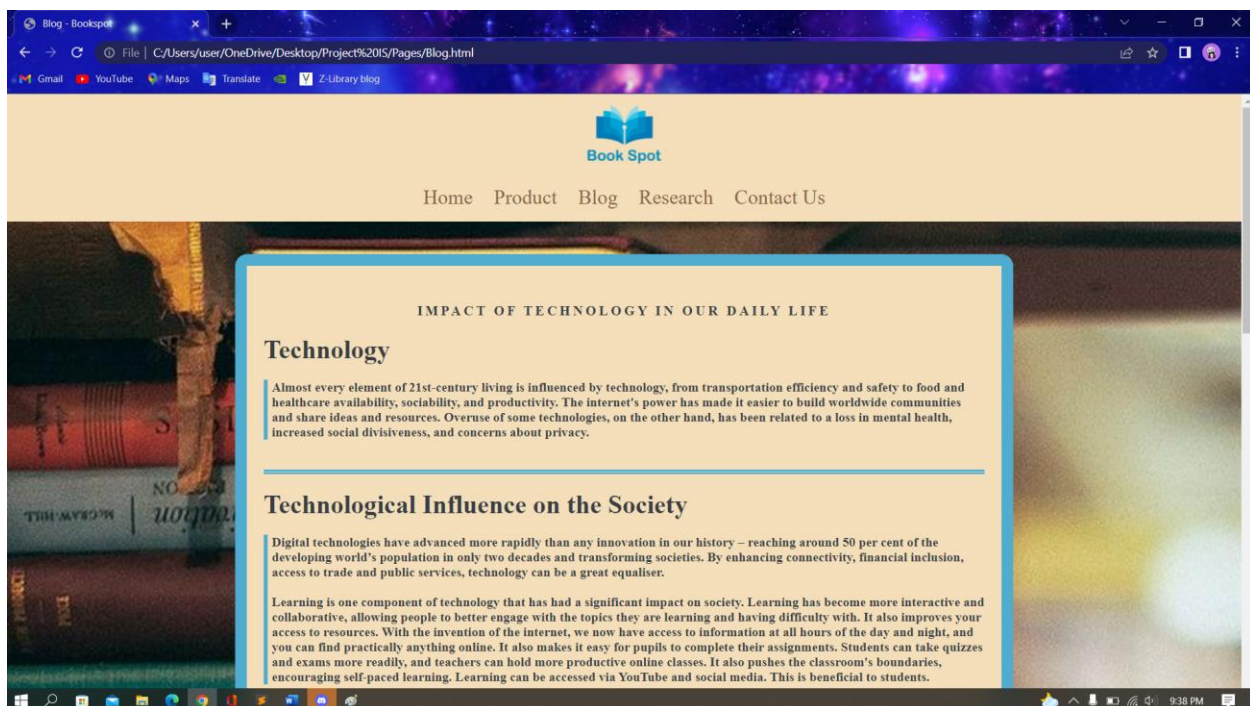 Blog - Bookspot
File | C:/Users/user/OneDrive/Desktop/Project%20IS/Pages/Blog.html
Gmail YouTube Maps Translate Z-Library blog
Book Spot
Home Product Blog Research Contact Us
IMPACT OF TECHNOLOGY IN OUR DAILY LIFE
Technology
Almost every element of 21st-century living is influenced by technology, from transportation efficiency and safety to food and
healthcare availability, sociability, and productivity. The internet's power has made it easier to build worldwide communities
and share ideas and resources. Overuse of some technologies, on the other hand, has been related to a loss in mental health,
increased social divisiveness, and concerns about privacy.
McGRAW-HILL
Technological Influence on the Society
Digital technologies have advanced more rapidly than any innovation in our history – reaching around 50 per cent of the
developing world's population in only two decades and transforming societies. By enhancing connectivity, financial inclusion,
access to trade and public services, technology can be a great equaliser.
Learning is one component of technology that has had a significant impact on society. Learning has become more interactive and
collaborative, allowing people to better engage with the topics they are learning and having difficulty with. It also improves your
access to resources. With the invention of the internet, we now have access to information at all hours of the day and night, and
you can find practically anything online. It also makes it easy for pupils to complete their assignments. Students can take quizzes
and exams more readily, and teachers can hold more productive online classes. It also pushes the classroom's boundaries,
encouraging self-paced learning. Learning can be accessed via YouTube and social media. This is beneficial to students.
9:38 PM